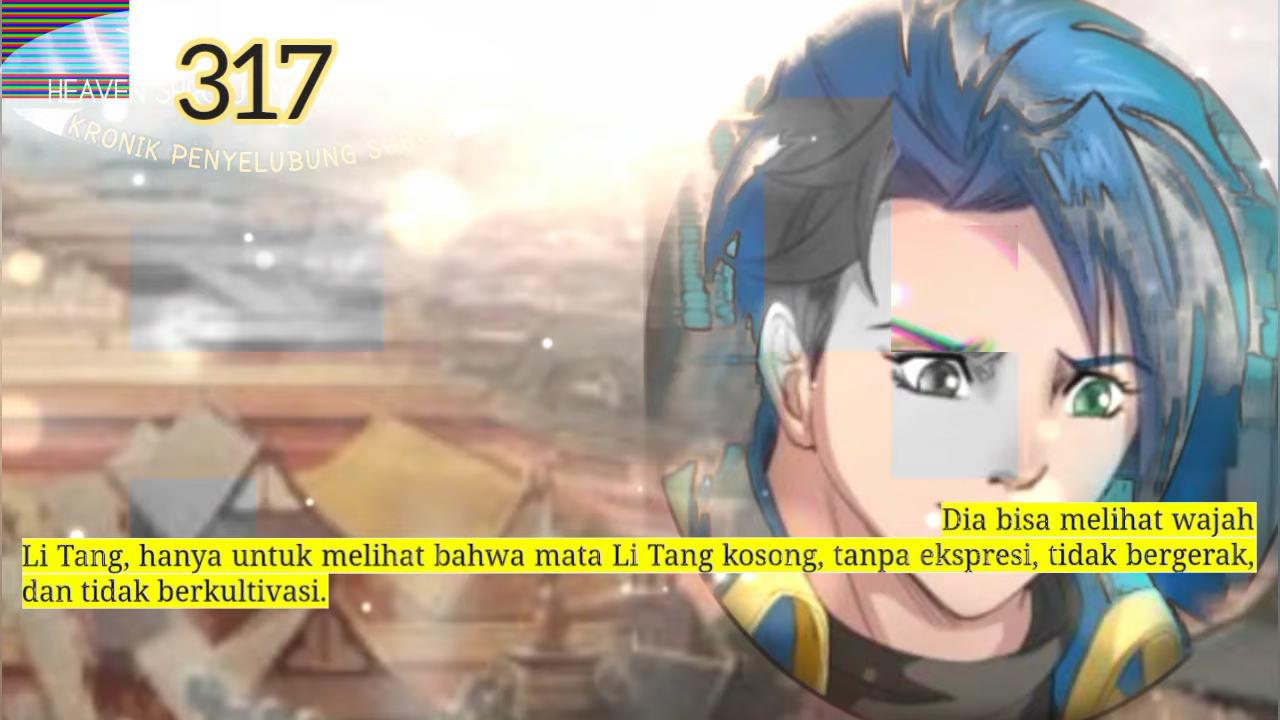 317
HEAVEN
KRONIK PENYELUBUNG
Dia bisa melihat wajah
Li Tang, hanya untuk melihat bahwa mata Li Tang kosong, tanpa ekspresi, tidak bergerak,
dan tidak berkultivasi.